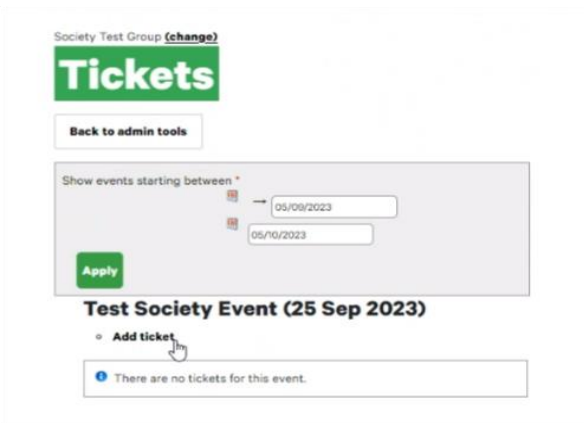 Society Test Group (change)
Tickets
Back to admin tools
Show events starting between *
→ 05/09/2023
05/10/2023
Apply
Test Society Event (25 Sep 2023)
Add ticket
There are no tickets for this event.